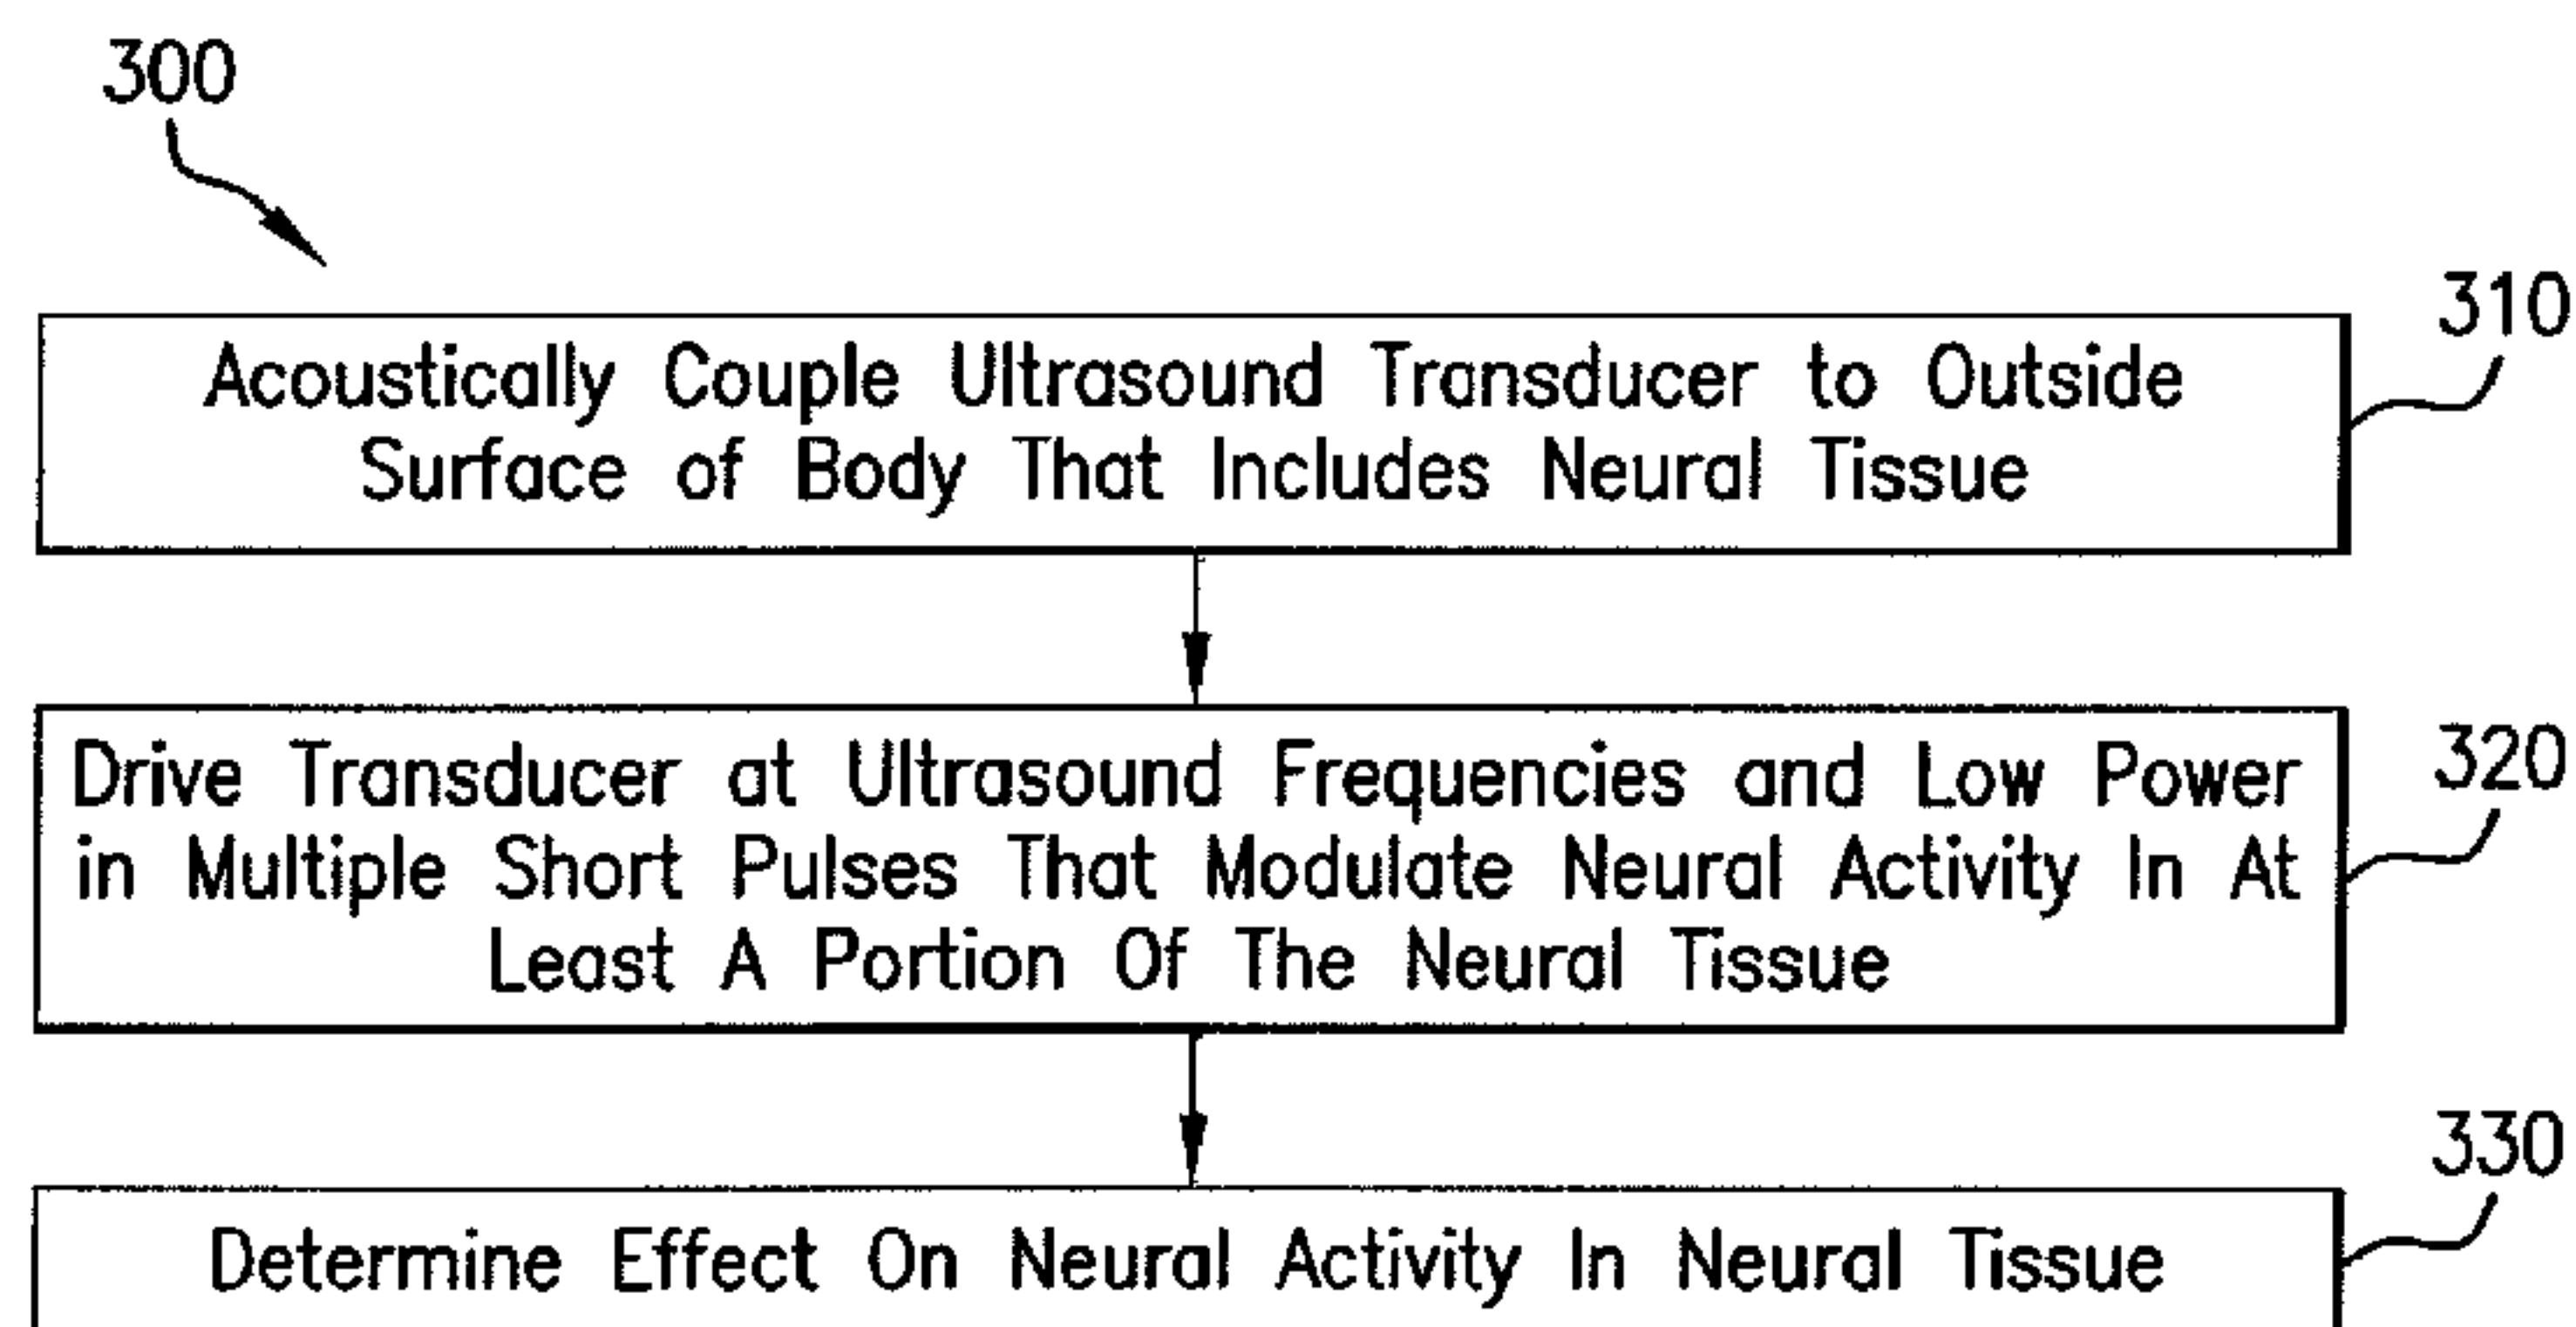 300
310
Acoustically Couple Ultrasound Transducer to Outside
Surface of Body That Includes Neural Tissue
320
Drive Transducer at Ultrasound Frequencies and Low Power
in Multiple Short Pulses That Modulate Neural Activity In At
Least A Portion Of The Neural Tissue
330
Determine Effect On Neural Activity In Neural Tissue